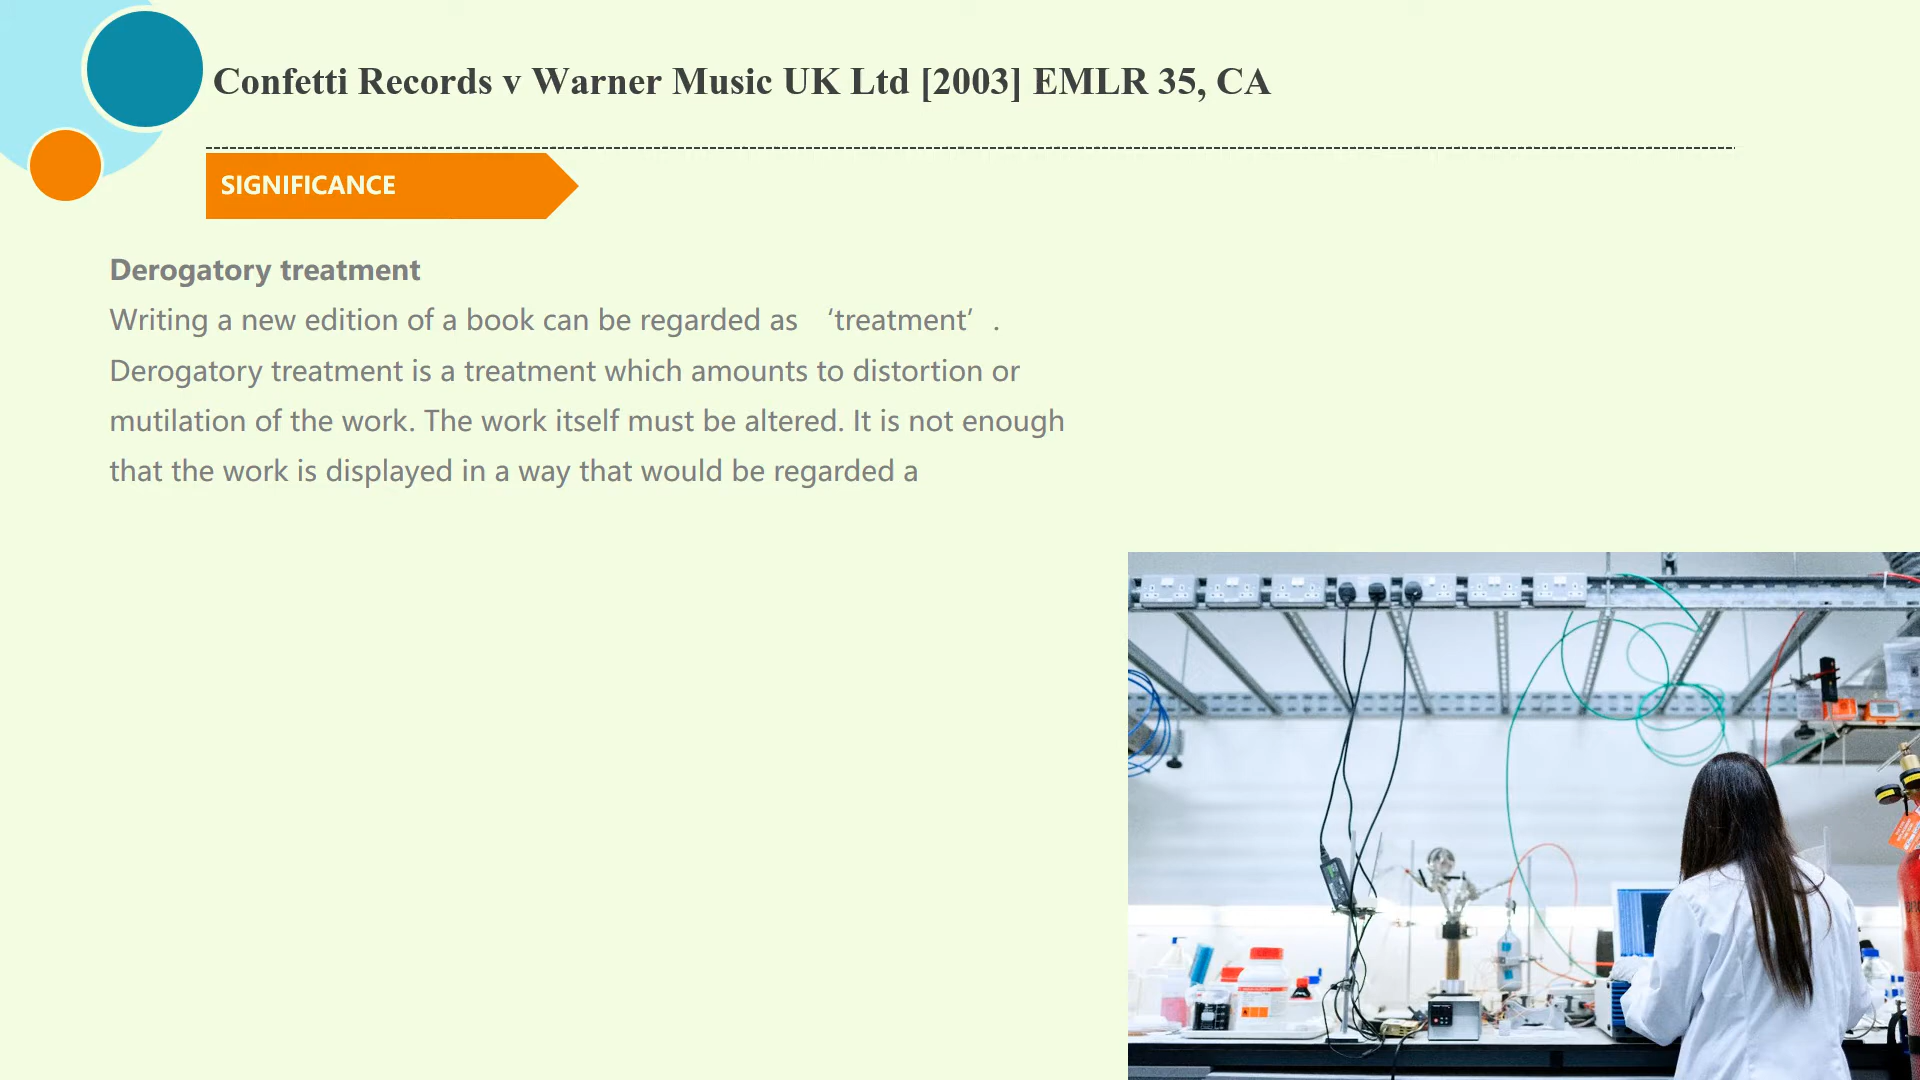 Confetti Records v Warner Music UK Ltd [2003] EMLR 35, CA
SIGNIFICANCE
Derogatory treatment
Writing a new edition of a book can be regarded as ‘treatment’.
Derogatory treatment is a treatment which amounts to distortion or
mutilation of the work. The work itself must be altered. It is not enough
that the work is displayed in a way that would be regarded a